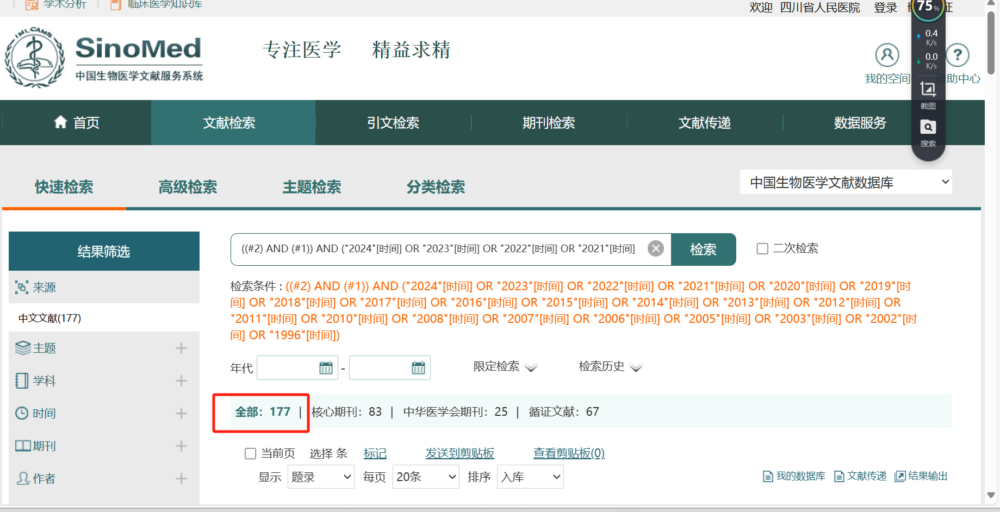 学术分析 | 临床医学知识库
欢迎 四川省人民医院 登录
75%
0.4
K/s
0.0
K/s
截图
搜索
IMI.CAMS
SinoMed
中国生物医学文献服务系统
专注医学 精益求精
我的空间
帮助中心
首页 文献检索 引文检索 期刊检索 文献传递 数据服务
快速检索 高级检索 主题检索 分类检索
中国生物医学文献数据库
结果筛选
来源
中文文献(177)
主题
学科
时间
期刊
作者
((#2) AND (#1)) AND ("2024"[时间] OR "2023"[时间] OR "2022"[时间] OR "2021"[时间]
检索
二次检索
检索条件 : ((#2) AND (#1)) AND ("2024"[时间] OR "2023"[时间] OR "2022"[时间] OR "2021"[时间] OR "2020"[时间] OR "2019"[时
间] OR "2018"[时间] OR "2017"[时间] OR "2016"[时间] OR "2015"[时间] OR "2014"[时间] OR "2013"[时间] OR "2012"[时间] OR
"2011"[时间] OR "2010"[时间] OR "2008"[时间] OR "2007"[时间] OR "2006"[时间] OR "2005"[时间] OR "2003"[时间] OR "2002"[时
间] OR "1996"[时间])
年代 - 限定检索 检索历史
全部：177 | 核心期刊：83 | 中华医学会期刊：25 | 循证文献：67
当前页 选择 条 标记 发送到剪贴板 查看剪贴板(0)
显示 题录 每页 20条 排序 入库
我的数据库 文献传递 结果输出